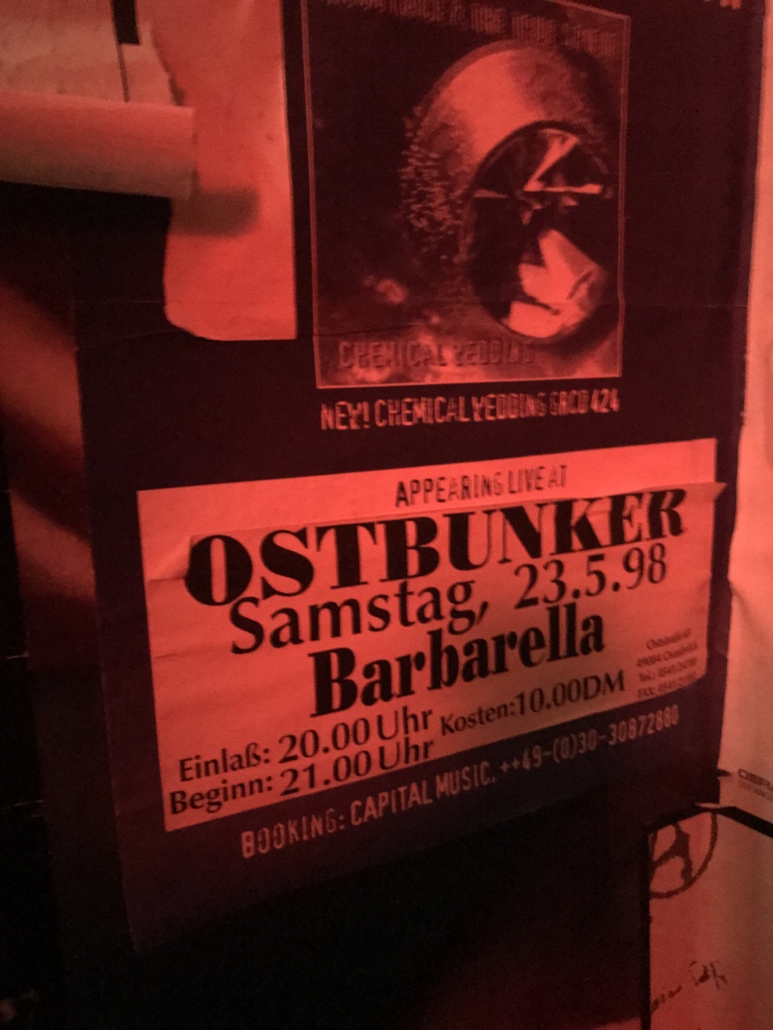 CHEMICAL WEDDING
NEW! CHEMICAL WEDDING GRCD 424
APPEARING LIVE AT
OSTBUNKER
Samstag, 23.5.98
Barbarella
Einlaß: 20.00 Uhr Kosten:10.00DM
Beginn: 21.00 Uhr
BOOKING: CAPITAL MUSIC. ++49-(0)30-30872880